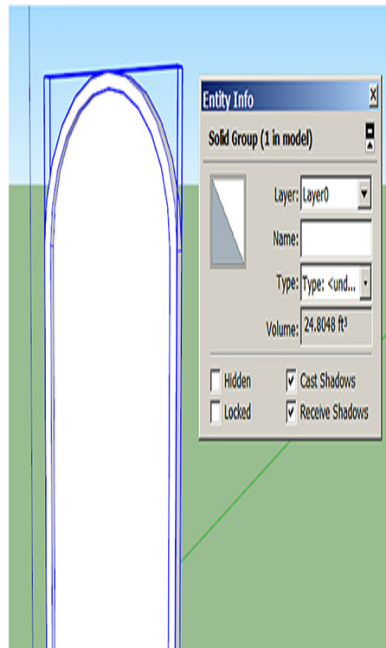 Entity Info
Solid Group (1 in model)
Layer: Layer0
Name:
Type: Type: <und...
Volume: 24.8048 ft³
Hidden Cast Shadows
Locked Receive Shadows